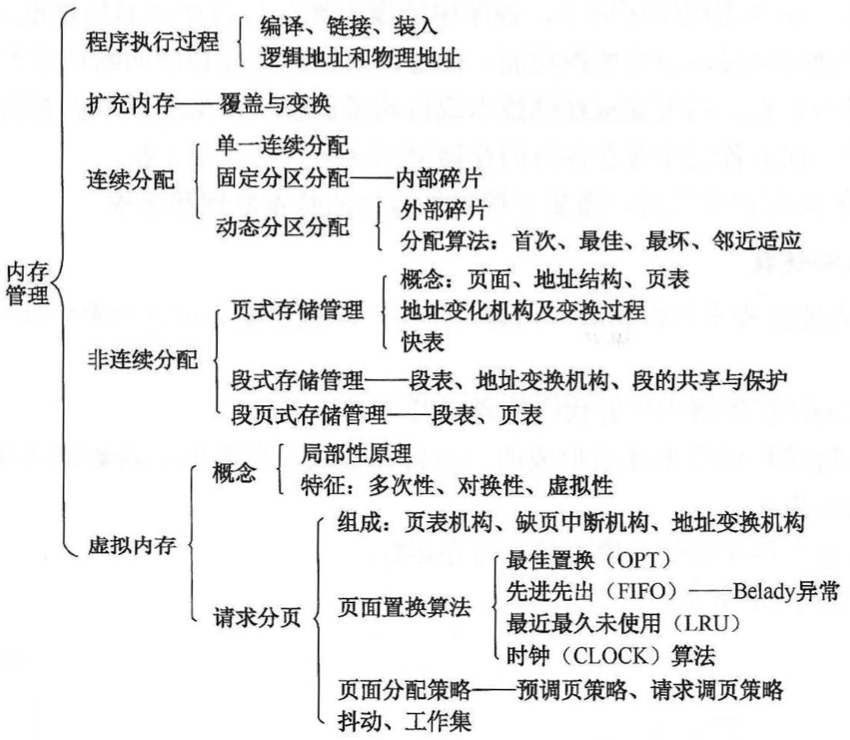 程序执行过程
编译、链接、装入
逻辑地址和物理地址
扩充内存——覆盖与变换
连续分配
单一连续分配
固定分区分配——内部碎片
动态分区分配
外部碎片
分配算法：首次、最佳、最坏、邻近适应
内存
管理
非连续分配
页式存储管理
概念：页面、地址结构、页表
地址变化机构及变换过程
快表
段式存储管理——段表、地址变换机构、段的共享与保护
段页式存储管理——段表、页表
虚拟内存
概念
局部性原理
特征：多次性、对换性、虚拟性
请求分页
组成：页表机构、缺页中断机构、地址变换机构
页面置换算法
最佳置换（OPT）
先进先出（FIFO）——Belady异常
最近最久未使用（LRU）
时钟（CLOCK）算法
页面分配策略——预调页策略、请求调页策略
抖动、工作集